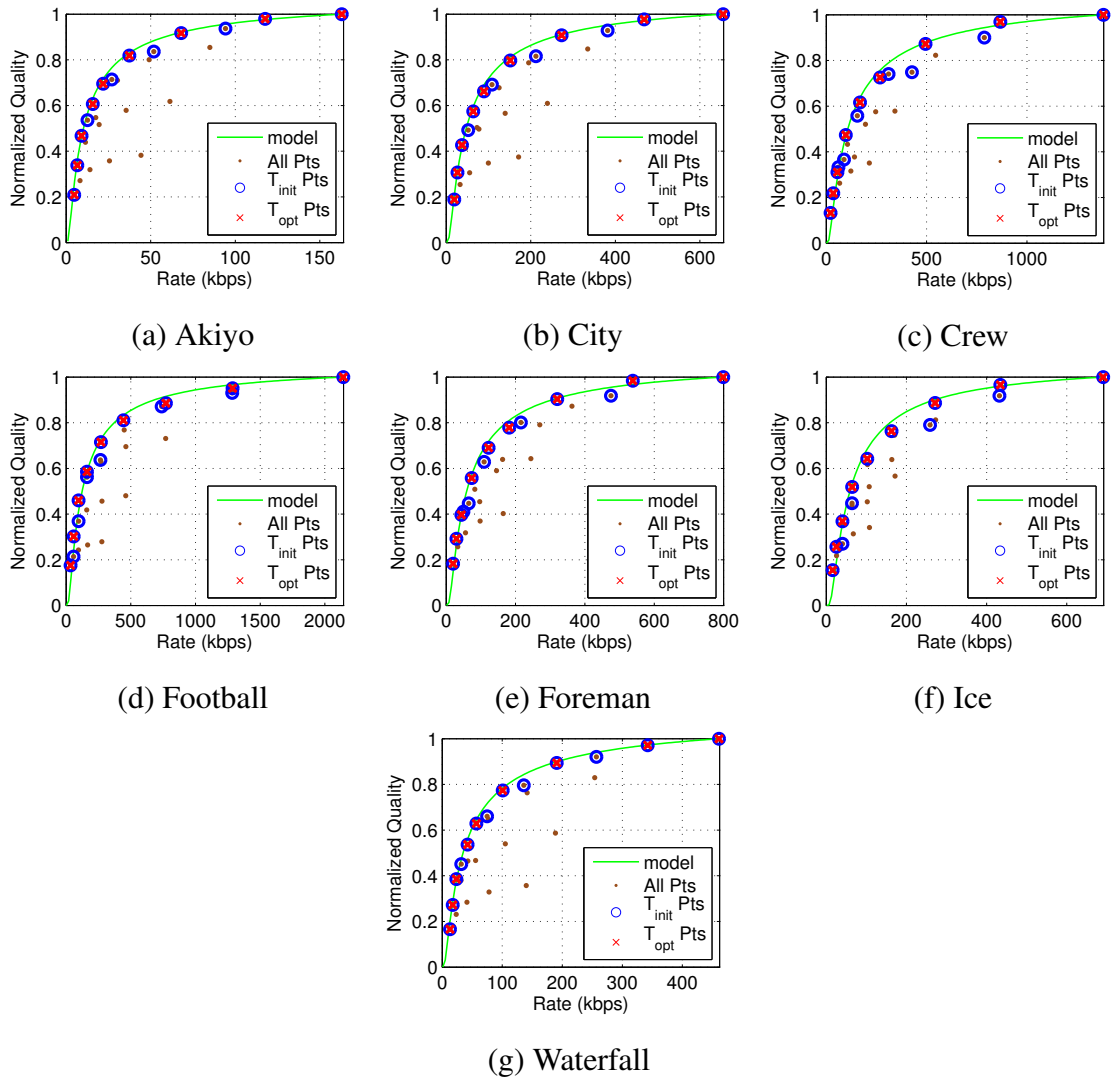 Normalized Quality
1
0.8
0.6
0.4
0.2
0
0 50 100 150
Rate (kbps)
model
All Pts
T_init Pts
T_opt Pts
(a) Akiyo
Normalized Quality
1
0.8
0.6
0.4
0.2
0
0 200 400 600
Rate (kbps)
model
All Pts
T_init Pts
T_opt Pts
(b) City
Normalized Quality
1
0.8
0.6
0.4
0.2
0
0 500 1000
Rate (kbps)
model
All Pts
T_init Pts
T_opt Pts
(c) Crew
Normalized Quality
1
0.8
0.6
0.4
0.2
0
0 500 1000 1500 2000
Rate (kbps)
model
All Pts
T_init Pts
T_opt Pts
(d) Football
Normalized Quality
1
0.8
0.6
0.4
0.2
0
0 200 400 600 800
Rate (kbps)
model
All Pts
T_init Pts
T_opt Pts
(e) Foreman
Normalized Quality
1
0.8
0.6
0.4
0.2
0
0 200 400 600
Rate (kbps)
model
All Pts
T_init Pts
T_opt Pts
(f) Ice
Normalized Quality
1
0.8
0.6
0.4
0.2
0
0 100 200 300 400
Rate (kbps)
model
All Pts
T_init Pts
T_opt Pts
(g) Waterfall